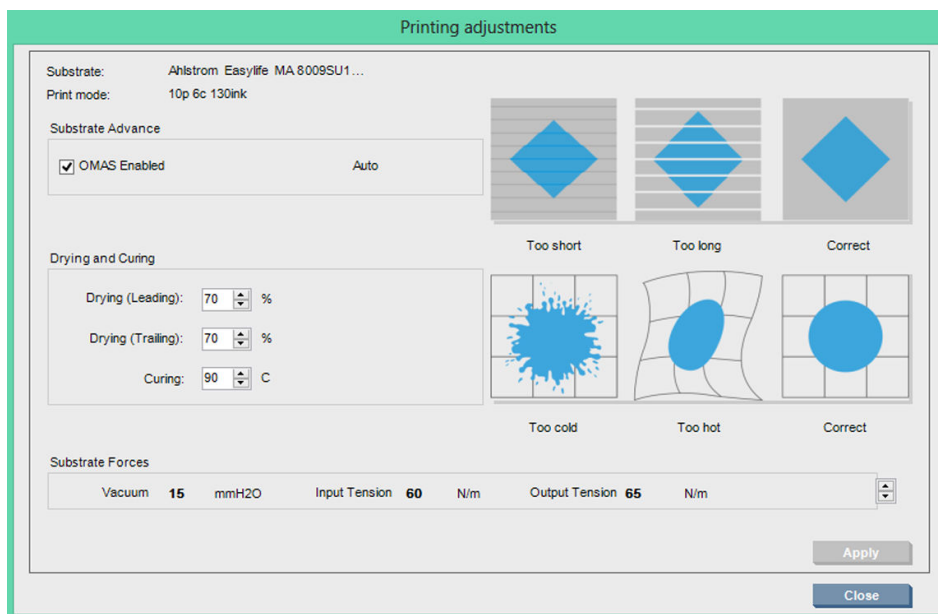 Printing adjustments
Substrate: Ahlstrom Easylife MA 8009SU1...
Print mode: 10p 6c 130ink
Substrate Advance
OMAS Enabled Auto
Too short Too long Correct
Drying and Curing
Drying (Leading): 70 %
Drying (Trailing): 70 %
Curing: 90 C
Too cold Too hot Correct
Substrate Forces
Vacuum 15 mmH2O Input Tension 60 N/m Output Tension 65 N/m
Apply
Close